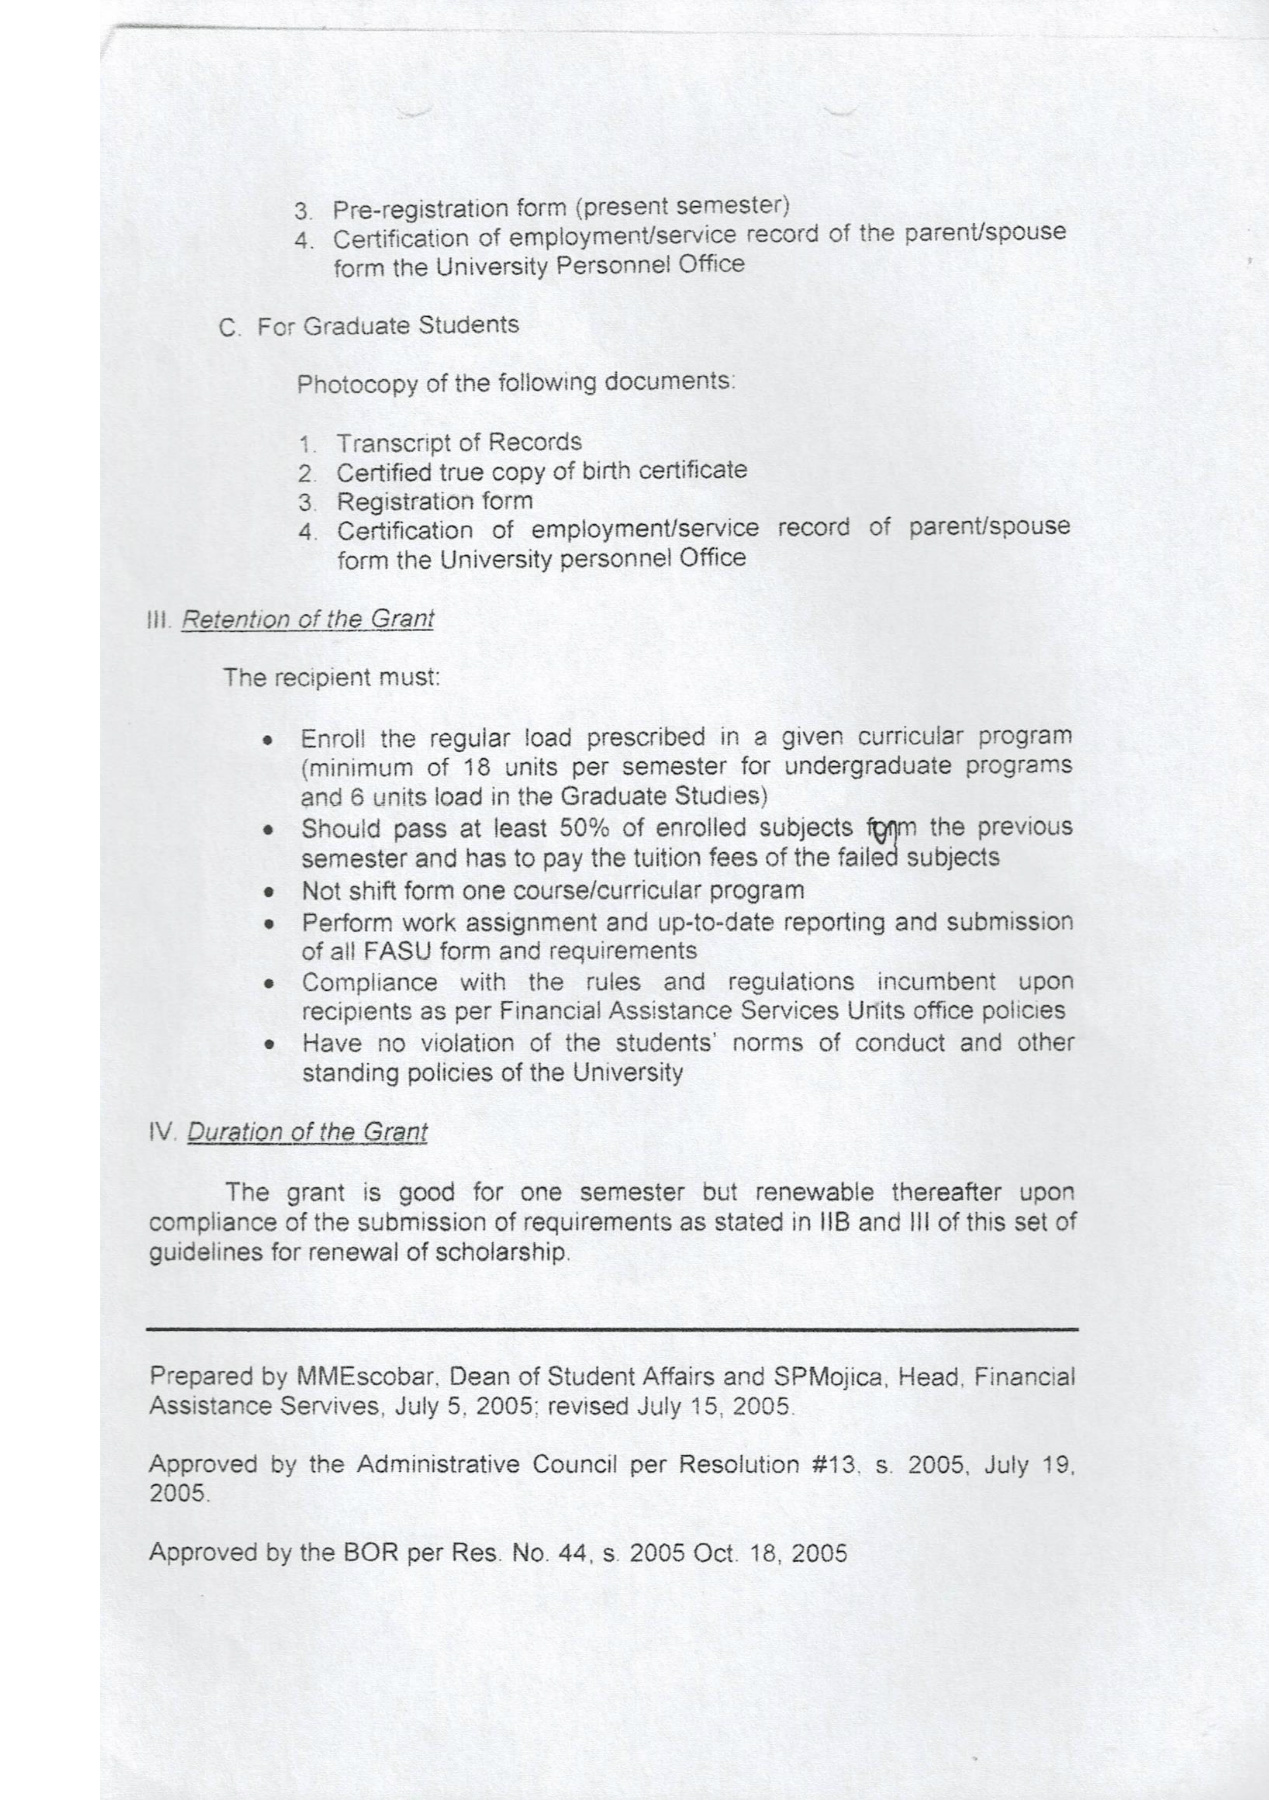 3. Pre-registration form (present semester)
4. Certification of employment/service record of the parent/spouse
form the University Personnel Office
C. For Graduate Students
Photocopy of the following documents:
1. Transcript of Records
2. Certified true copy of birth certificate
3. Registration form
4. Certification of employment/service record of parent/spouse
form the University personnel Office
III. Retention of the Grant
The recipient must:
• Enroll the regular load prescribed in a given curricular program
(minimum of 18 units per semester for undergraduate programs
and 6 units load in the Graduate Studies)
• Should pass at least 50% of enrolled subjects from the previous
semester and has to pay the tuition fees of the failed subjects
• Not shift form one course/curricular program
• Perform work assignment and up-to-date reporting and submission
of all FASU form and requirements
• Compliance with the rules and regulations incumbent upon
recipients as per Financial Assistance Services Units office policies
• Have no violation of the students' norms of conduct and other
standing policies of the University
IV. Duration of the Grant
The grant is good for one semester but renewable thereafter upon
compliance of the submission of requirements as stated in IIB and III of this set of
guidelines for renewal of scholarship.
Prepared by MMEscobar, Dean of Student Affairs and SPMojica, Head, Financial
Assistance Servives, July 5, 2005; revised July 15, 2005.
Approved by the Administrative Council per Resolution #13, s. 2005, July 19,
2005.
Approved by the BOR per Res. No. 44, s. 2005 Oct. 18, 2005